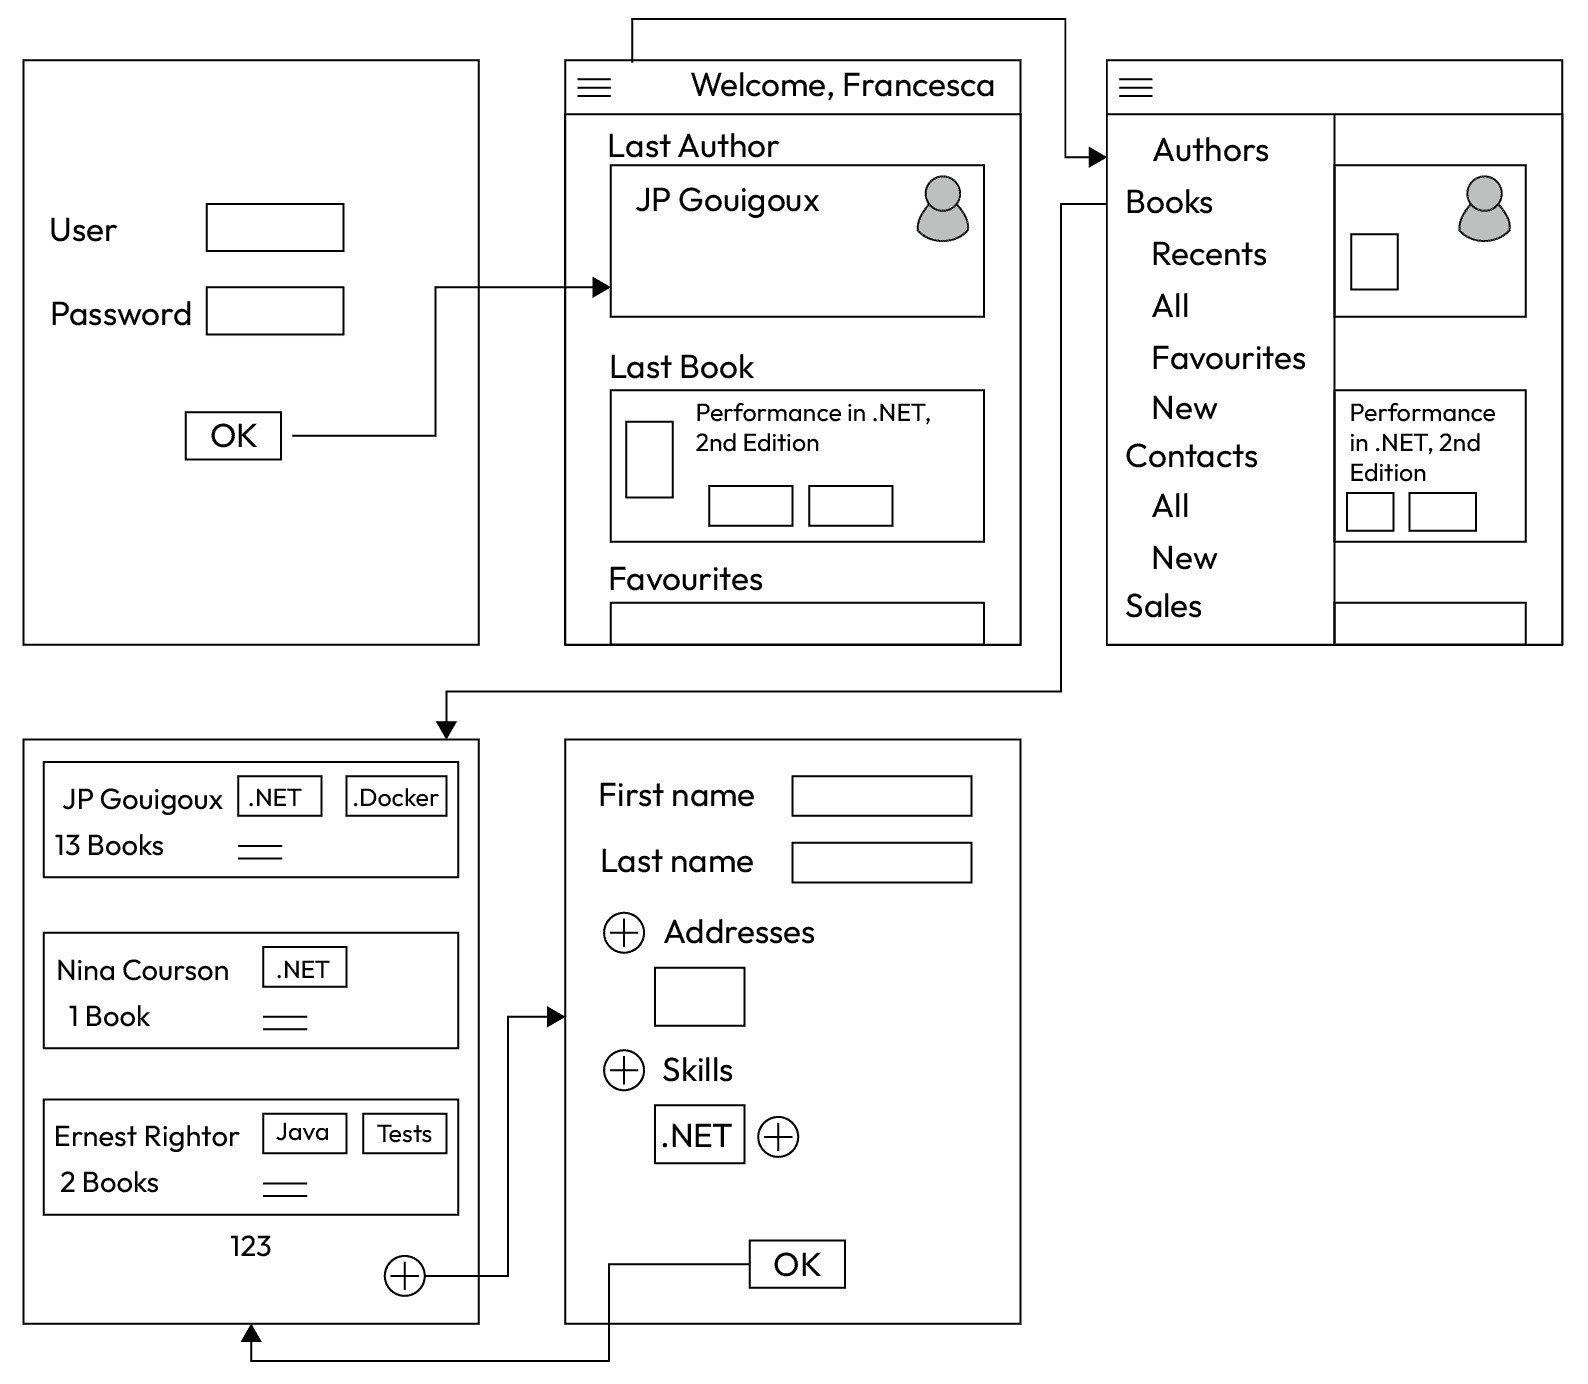 User
Password
OK
Welcome, Francesca
Last Author
JP Gouigoux
Last Book
Performance in .NET,
2nd Edition
Favourites
Authors
Books
Recents
All
Favourites
New
Contacts
All
New
Sales
Performance
in .NET, 2nd
Edition
JP Gouigoux .NET .Docker
13 Books
Nina Courson .NET
1 Book
Ernest Rightor Java Tests
2 Books
123
First name
Last name
Addresses
Skills
.NET
OK